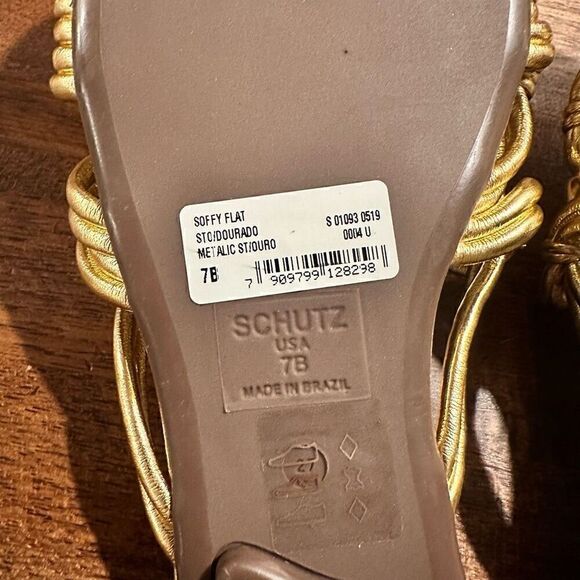 SOFFY FLAT
STO/DOURADO
METALIC ST/OURO
7B
S 01093 0519
0004 U
7 909799 128298
SCHUTZ
USA
7B
MADE IN BRAZIL